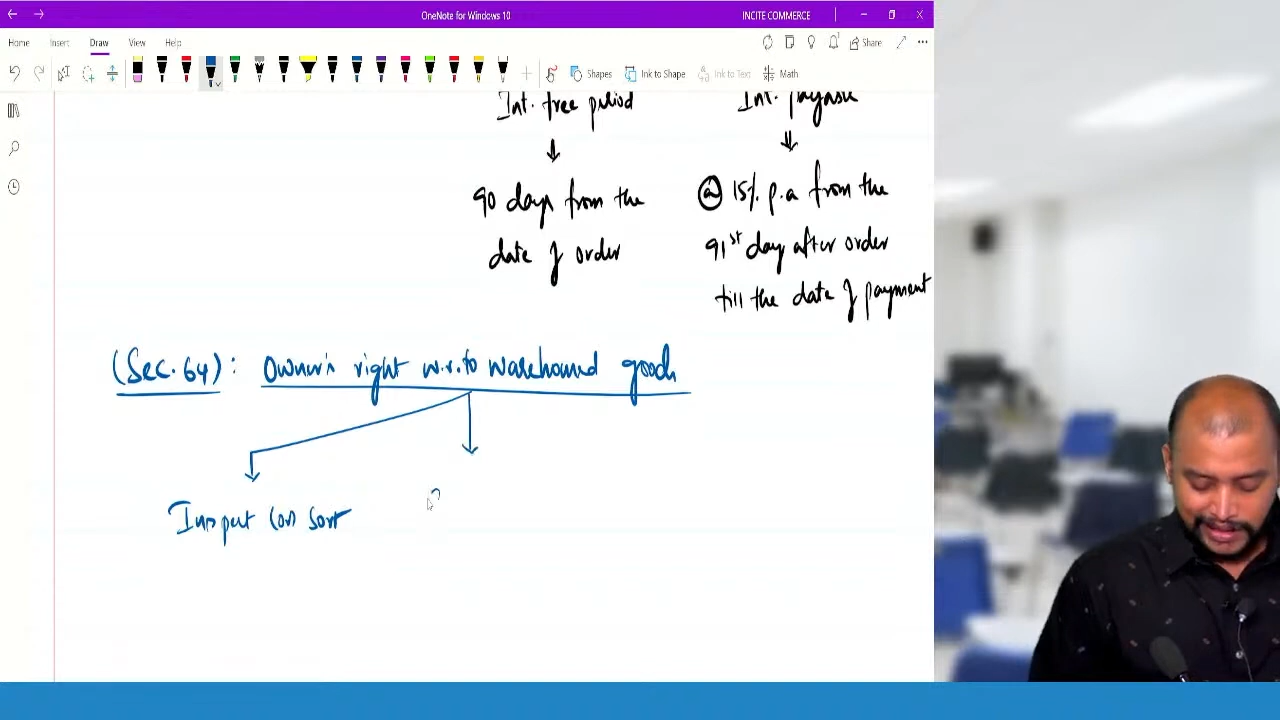 OneNote for Windows 10
INCITE COMMERCE
Home Insert Draw View Help
Share
Shapes Ink to Shape Ink to Text Math
Int. free period
Int. payable
90 days from the
date of order
@ 15% p.a from the
91st day after order
till the date of payment
(Sec. 64) : Owner's right w.r.to warehoused goods
Inspect (or) Sort